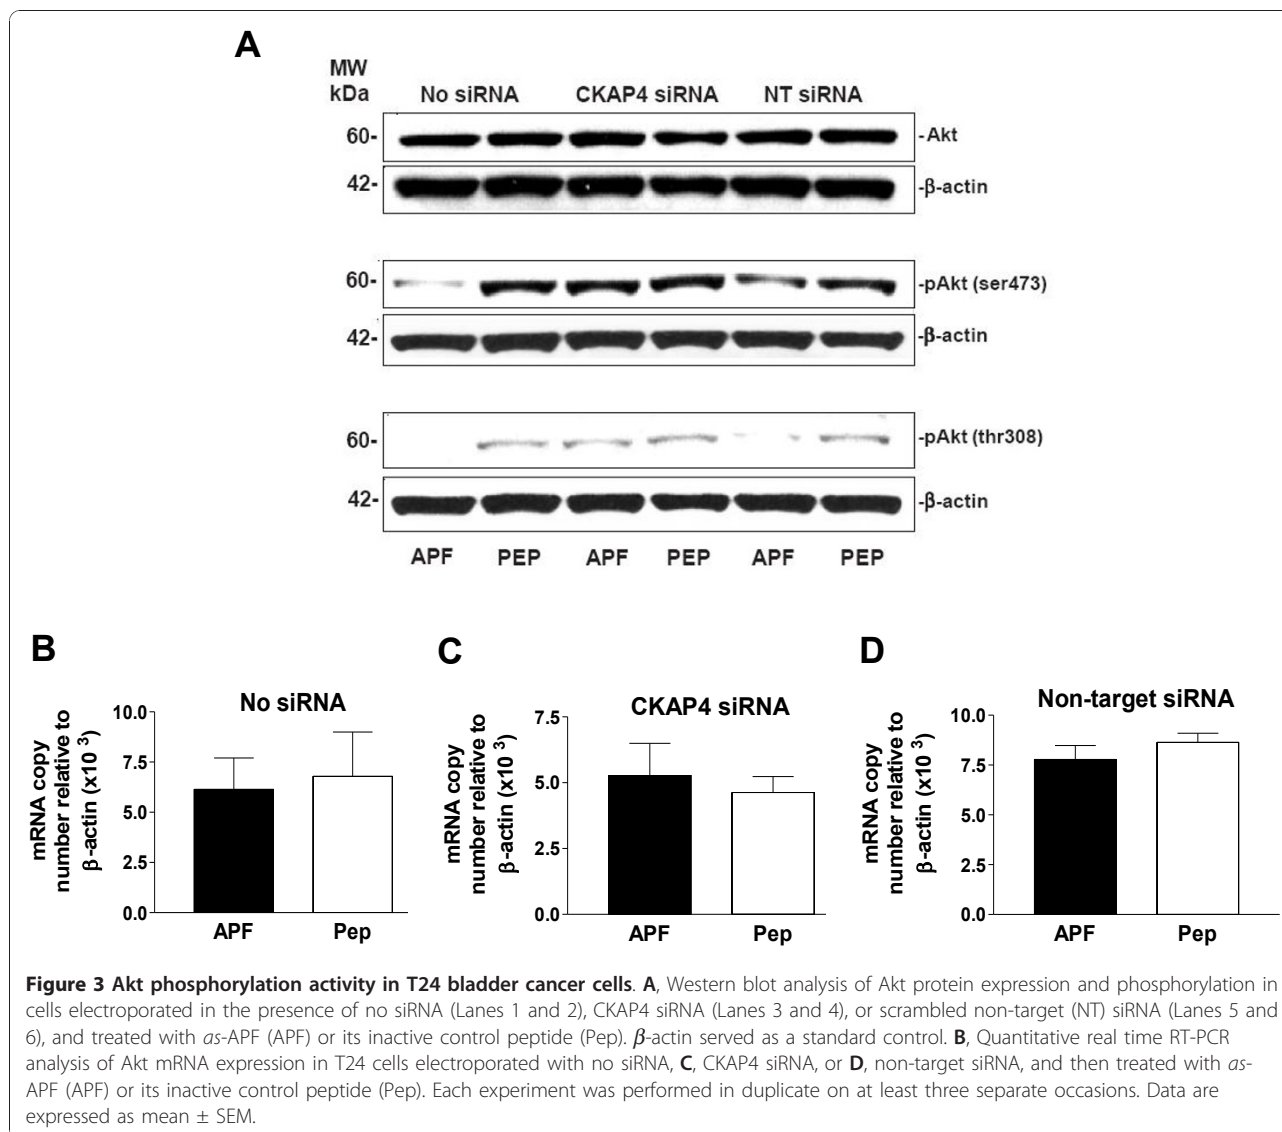 A
MW
kDa
No siRNA CKAP4 siRNA NT siRNA
60- -Akt
42- -β-actin
60- -pAkt (ser473)
42- -β-actin
60- -pAkt (thr308)
42- -β-actin
APF PEP APF PEP APF PEP
B
No siRNA
mRNA copy
number relative to
β-actin (x10 3)
10.0
7.5
5.0
2.5
0.0
APF Pep
C
CKAP4 siRNA
mRNA copy
number relative to
β-actin (x10 3)
7.5
5.0
2.5
0.0
APF Pep
D
Non-target siRNA
mRNA copy
number relative to
β-actin (x10 3)
10.0
7.5
5.0
2.5
0.0
APF Pep
Figure 3 Akt phosphorylation activity in T24 bladder cancer cells. A, Western blot analysis of Akt protein expression and phosphorylation in
cells electroporated in the presence of no siRNA (Lanes 1 and 2), CKAP4 siRNA (Lanes 3 and 4), or scrambled non-target (NT) siRNA (Lanes 5 and
6), and treated with as-APF (APF) or its inactive control peptide (Pep). β-actin served as a standard control. B, Quantitative real time RT-PCR
analysis of Akt mRNA expression in T24 cells electroporated with no siRNA, C, CKAP4 siRNA, or D, non-target siRNA, and then treated with as-
APF (APF) or its inactive control peptide (Pep). Each experiment was performed in duplicate on at least three separate occasions. Data are
expressed as mean ± SEM.